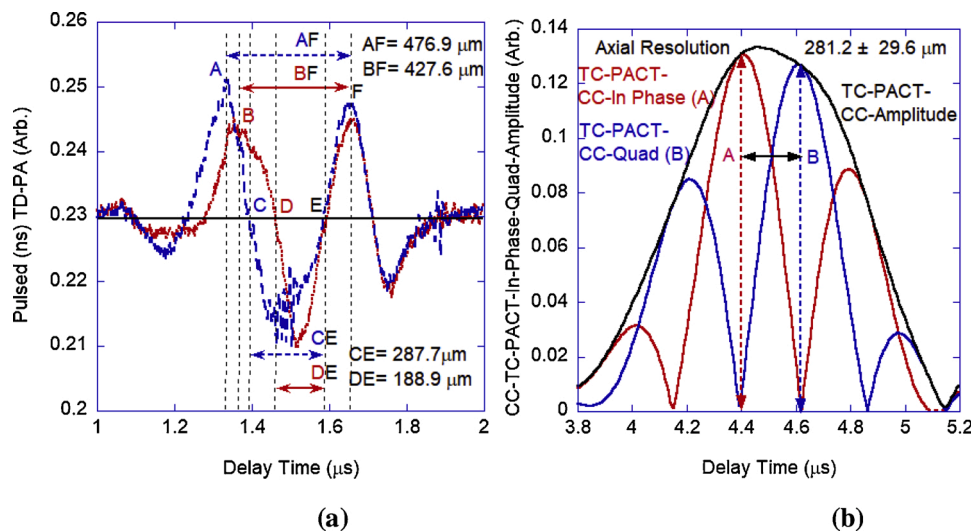 0.26
0.25
0.24
0.23
0.22
0.21
0.2
Pulsed (ns) TD-PA (Arb.)
AF
AF= 476.9 μm
BF= 427.6 μm
BF
A
B
F
C
D
E
CE
DE
CE= 287.7μm
DE= 188.9 μm
1
1.2
1.4
1.6
1.8
2
Delay Time (μs)
(a)
CC-TC-PACT-In-Phase-Quad-Amplitude (Arb.)
0.14
0.12
0.1
0.08
0.06
0.04
0.02
0
Axial Resolution 281.2 ± 29.6 μm
TC-PACT-
CC-In Phase (A)
TC-PACT-
CC-Quad (B)
TC-PACT-
CC-Amplitude
A
B
3.8
4
4.2
4.4
4.6
4.8
5
5.2
Delay Time (μs)
(b)